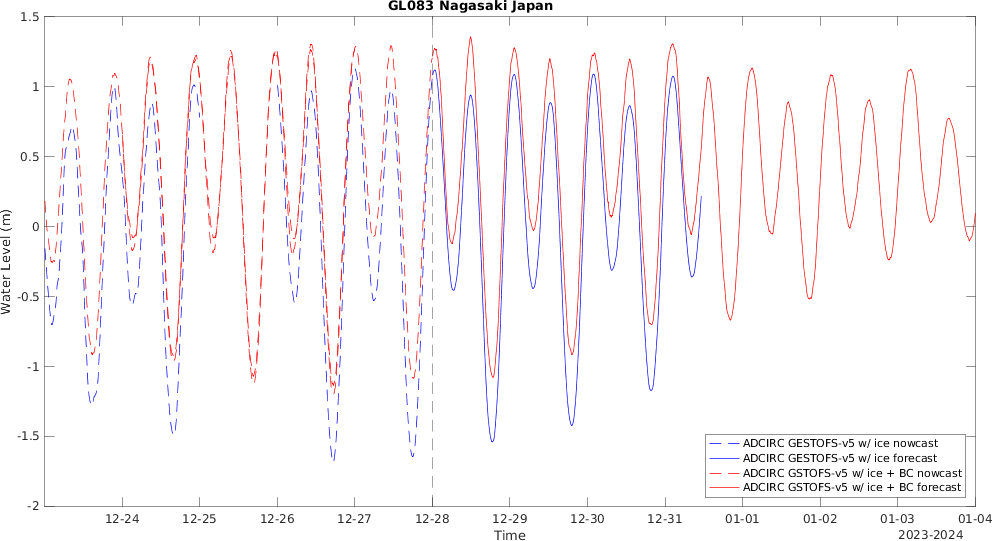 GL083 Nagasaki Japan
1.5
1
0.5
0
-0.5
-1
-1.5
-2
Water Level (m)
12-24 12-25 12-26 12-27 12-28 12-29 12-30 12-31 01-01 01-02 01-03 01-04
Time
2023-2024
ADCIRC GESTOFS-v5 w/ ice nowcast
ADCIRC GESTOFS-v5 w/ ice forecast
ADCIRC GSTOFS-v5 w/ ice + BC nowcast
ADCIRC GSTOFS-v5 w/ ice + BC forecast